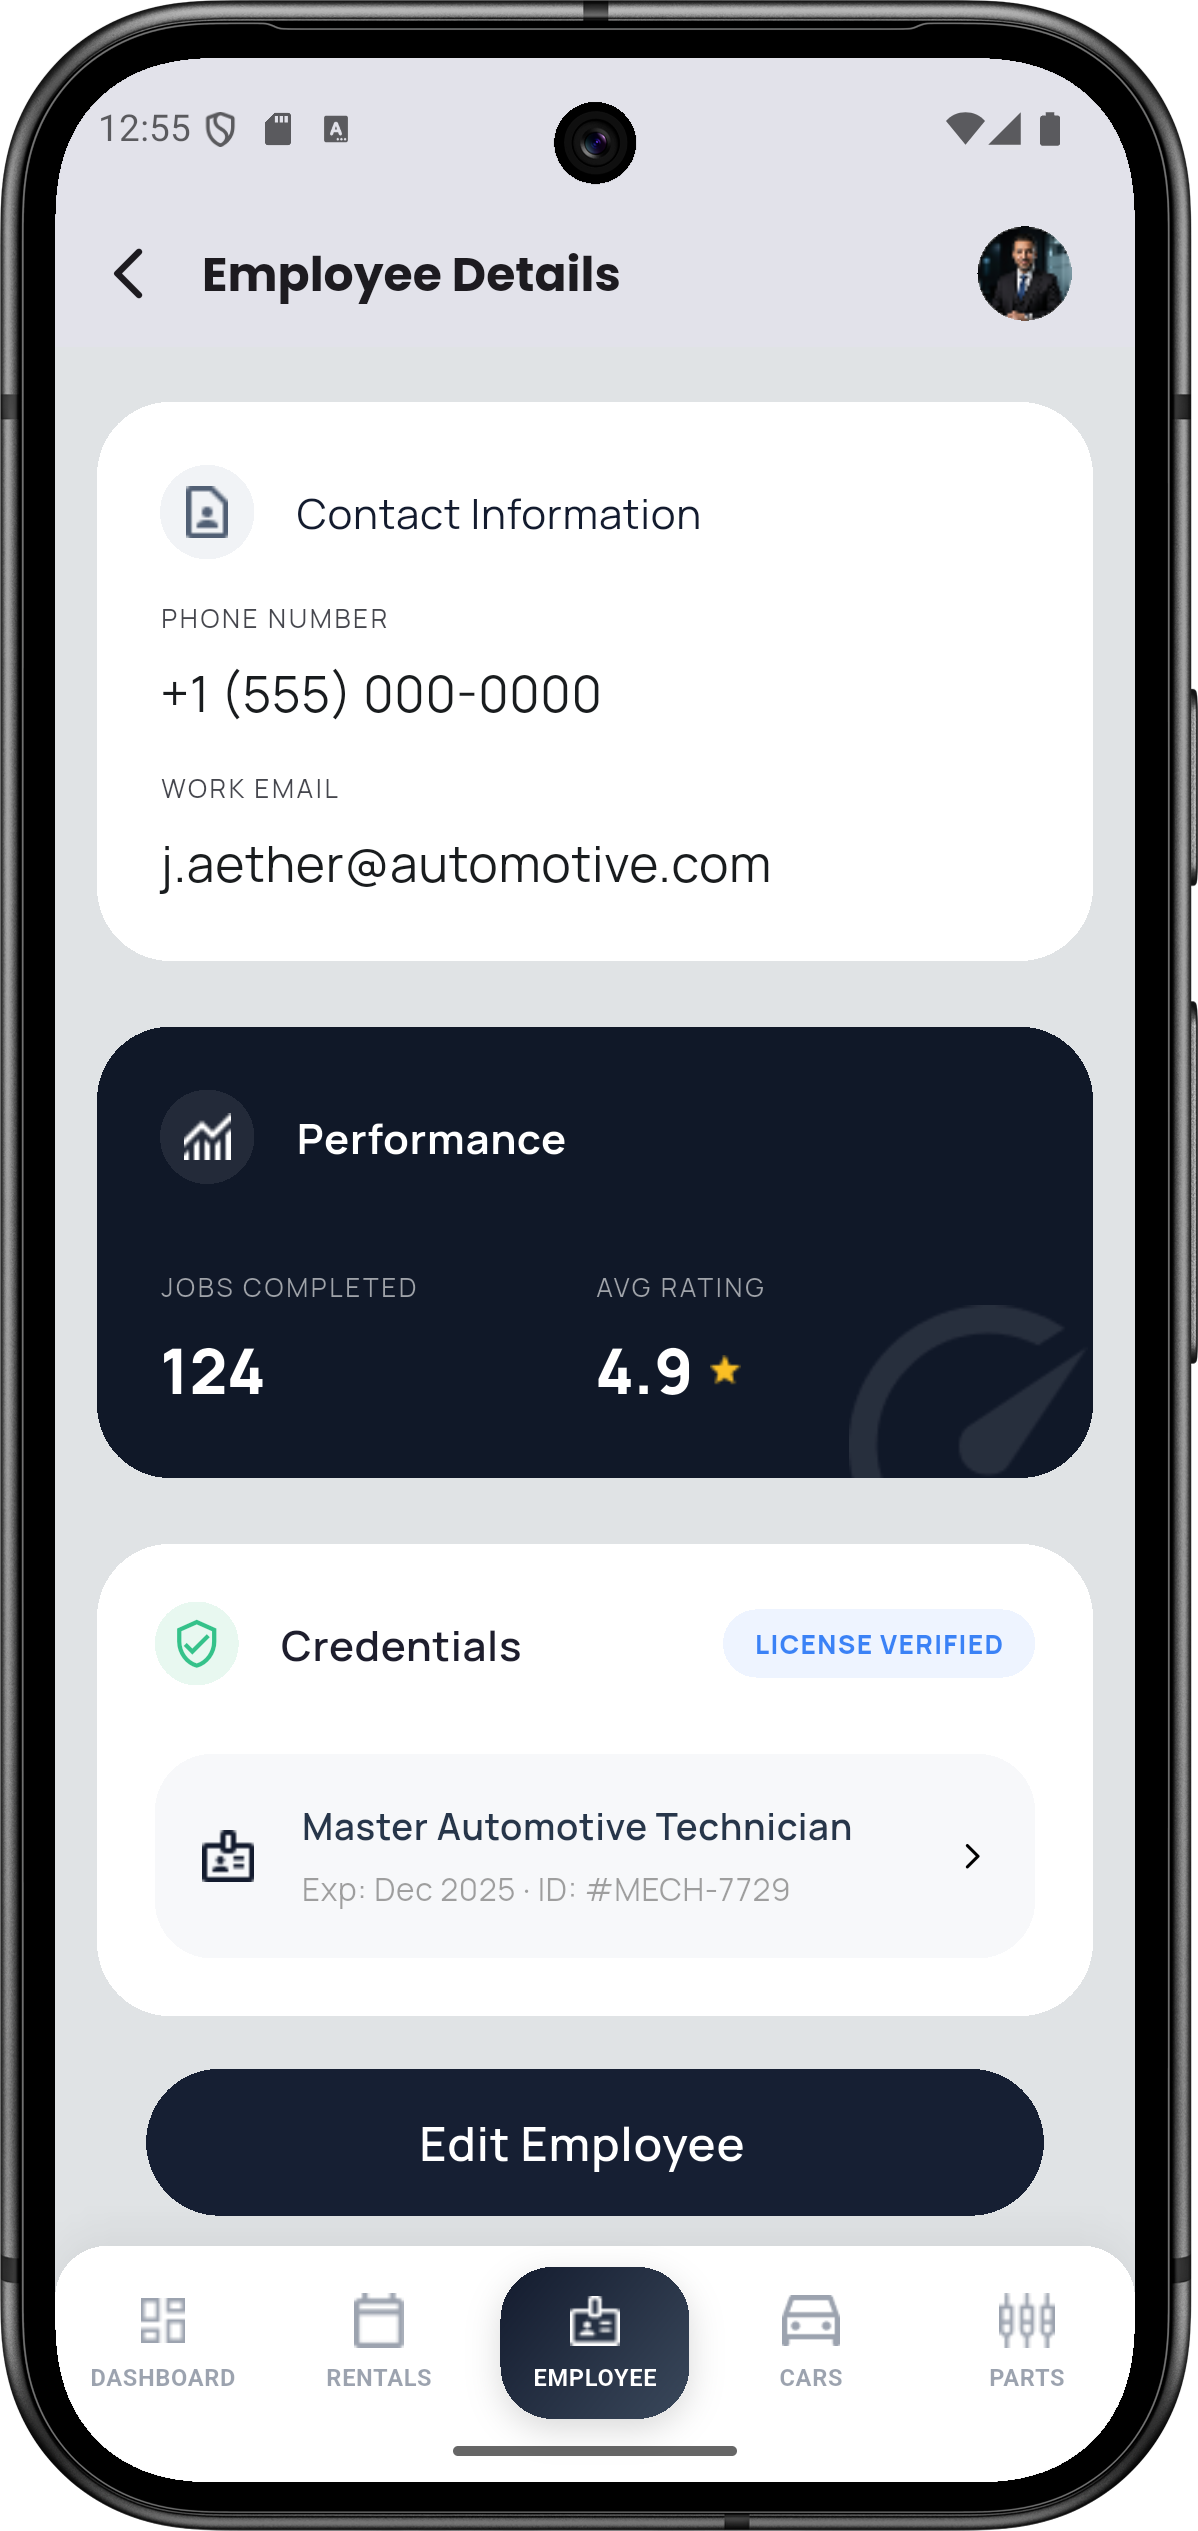 12:55
Employee Details
Contact Information
PHONE NUMBER
+1 (555) 000-0000
WORK EMAIL
j.aether@automotive.com
Performance
JOBS COMPLETED AVG RATING
124 4.9
Credentials LICENSE VERIFIED
Master Automotive Technician
Exp: Dec 2025 · ID: #MECH-7729
Edit Employee
DASHBOARD RENTALS EMPLOYEE CARS PARTS